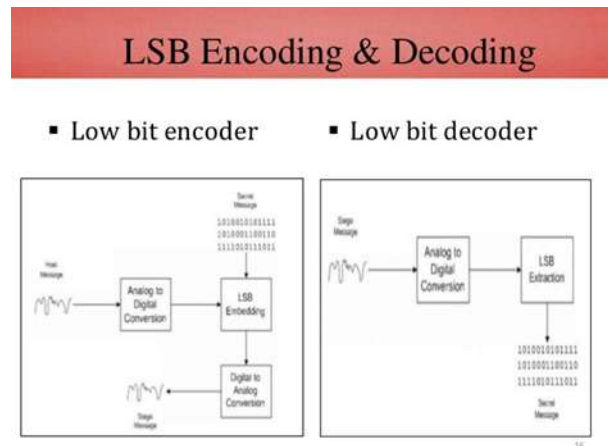 LSB Encoding & Decoding
▪ Low bit encoder
▪ Low bit decoder
Secret
Message
1010010101111
1010001100110
1111010111011
Host
Message
Analog to
Digital
Conversion
LSB
Embedding
Digital to
Analog
Conversion
Stego
Message
Stego
Message
Analog to
Digital
Conversion
LSB
Extraction
1010010101111
1010001100110
1111010111011
Secret
Message